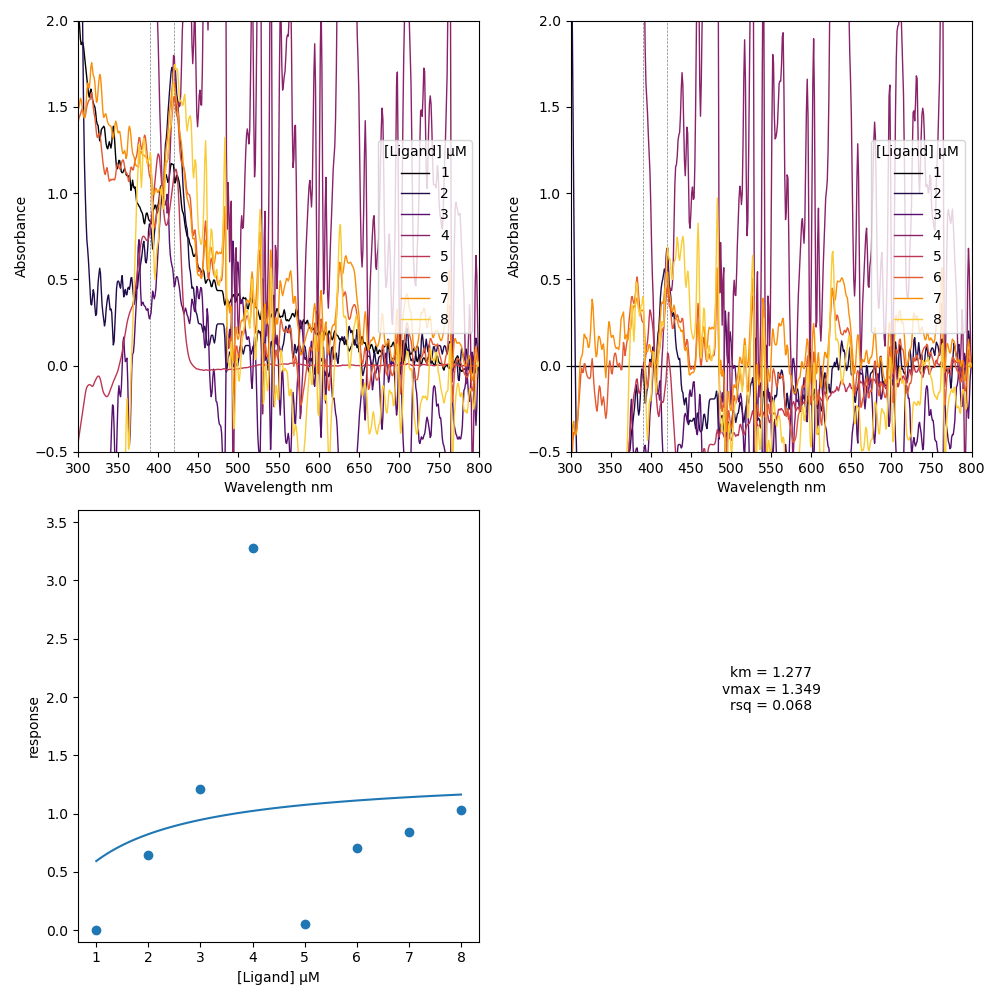 2.0
1.5
1.0
0.5
0.0
−0.5
300 350 400 450 500 550 600 650 700 750 800
Absorbance
Wavelength nm
[Ligand] μM
1
2
3
4
5
6
7
8
2.0
1.5
1.0
0.5
0.0
−0.5
300 350 400 450 500 550 600 650 700 750 800
Absorbance
Wavelength nm
[Ligand] μM
1
2
3
4
5
6
7
8
3.5
3.0
2.5
2.0
1.5
1.0
0.5
0.0
1 2 3 4 5 6 7 8
response
[Ligand] μM
km = 1.277
vmax = 1.349
rsq = 0.068